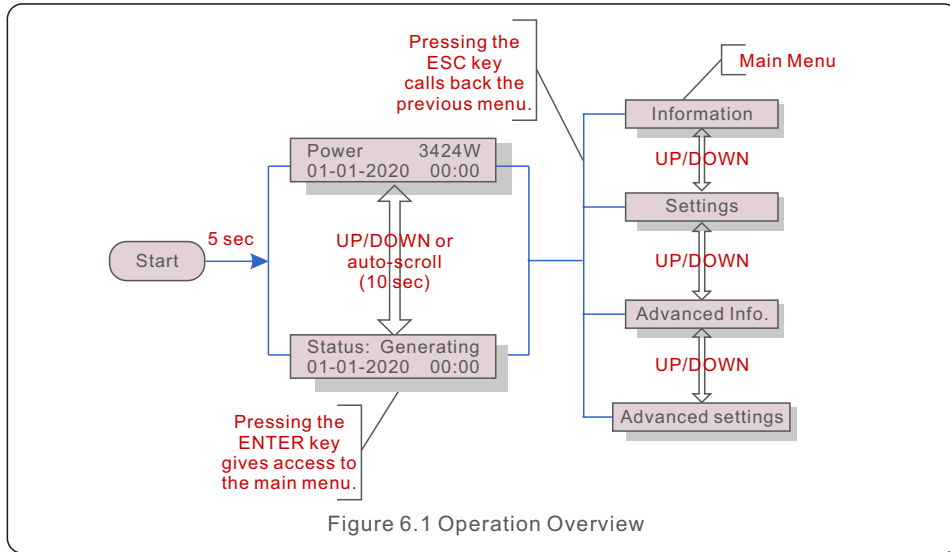 Pressing the
ESC key
calls back the
previous menu.
Main Menu
Information
UP/DOWN
Settings
UP/DOWN
Advanced Info.
UP/DOWN
Advanced settings
Power 3424W
01-01-2020 00:00
5 sec
Start
UP/DOWN or
auto-scroll
(10 sec)
Status: Generating
01-01-2020 00:00
Pressing the
ENTER key
gives access to
the main menu.
Figure 6.1 Operation Overview